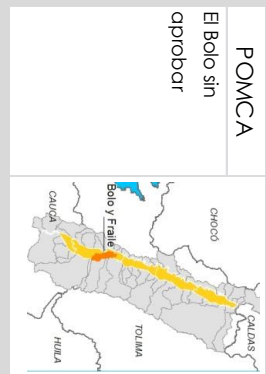 POMCA
El Bolo sin
aprobar
CHOCÓ
CALDAS
Bolo y Fraile
TOLIMA
CAUCA
HUILA